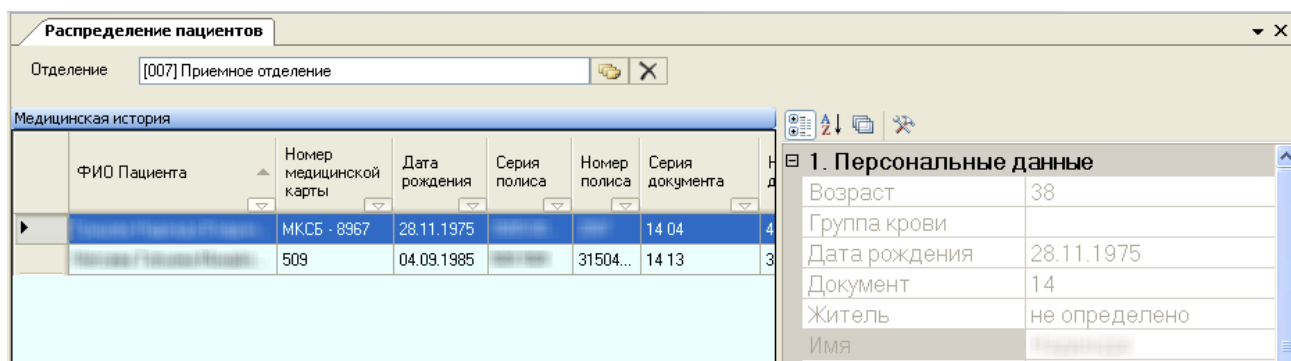 Распределение пациентов
Отделение [007] Приемное отделение
Медицинская история
ФИО Пациента Номер медицинской карты Дата рождения Серия полиса Номер полиса Серия документа
МКСБ - 8967 28.11.1975 14 04
509 04.09.1985 31504... 14 13
1. Персональные данные
Возраст 38
Группа крови
Дата рождения 28.11.1975
Документ 14
Житель не определено
Имя